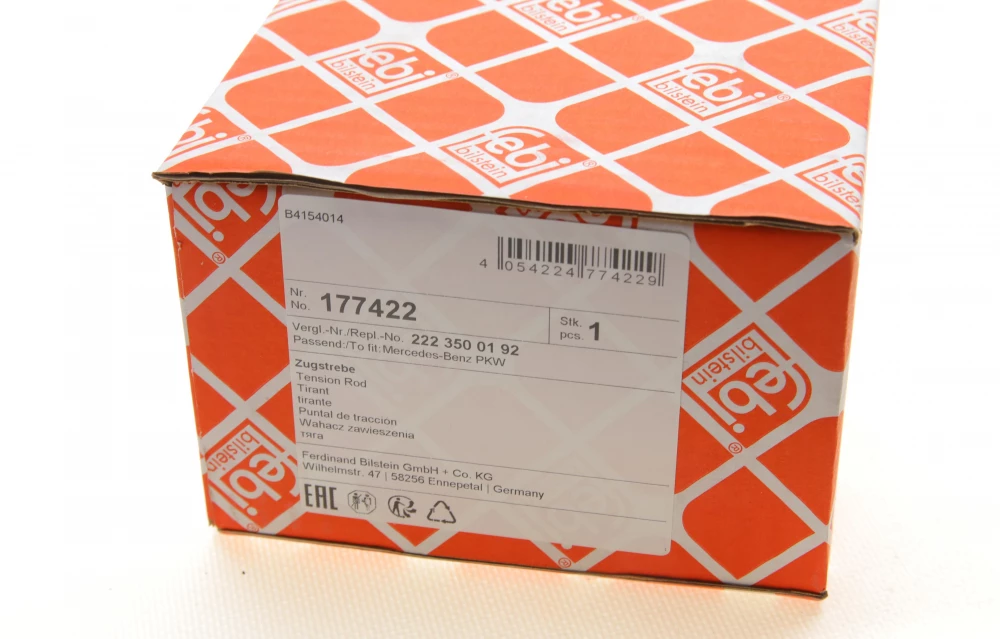 febi
bilstein
®
febi
bilstein
®
febi
bilstein
®
febi
bilstein
®
B4154014
4 054224 774229
Nr.
No. 177422
Stk.
pcs. 1
Vergl.-Nr./Repl.-No. 222 350 01 92
Passend:/To fit: Mercedes-Benz PKW
Zugstrebe
Tension Rod
Tirant
tirante
Puntal de traccion
Wahacz zawieszenia
тяга
Ferdinand Bilstein GmbH + Co. KG
Wilhelmstr. 47 | 58256 Ennepetal | Germany
EAC
febi
bilstein
®
febi
bilstein
®